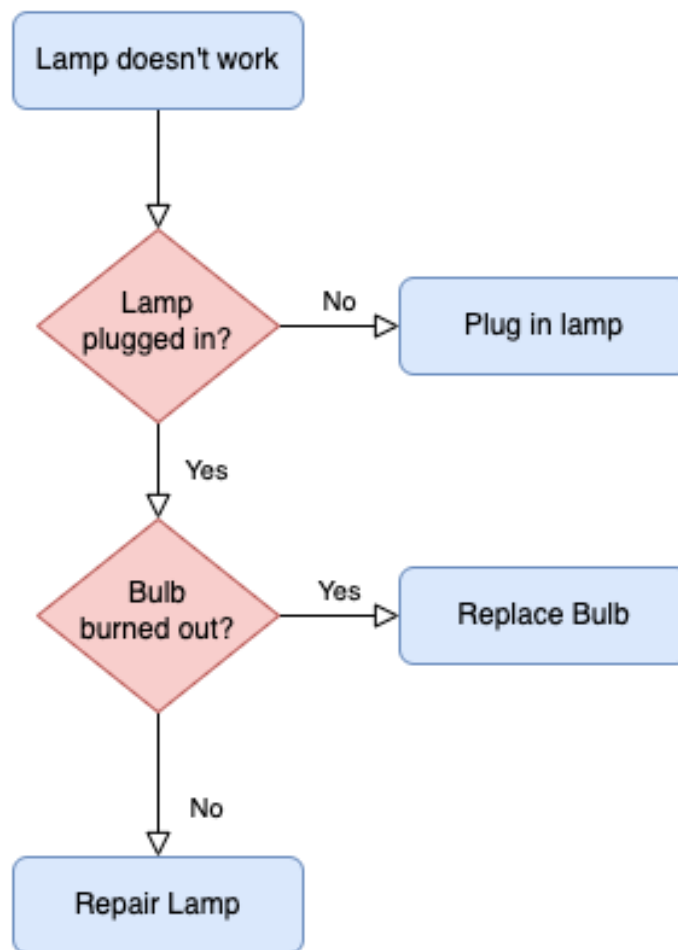 Lamp doesn't work
Lamp
plugged in?
No
Plug in lamp
Yes
Bulb
burned out?
Yes
Replace Bulb
No
Repair Lamp